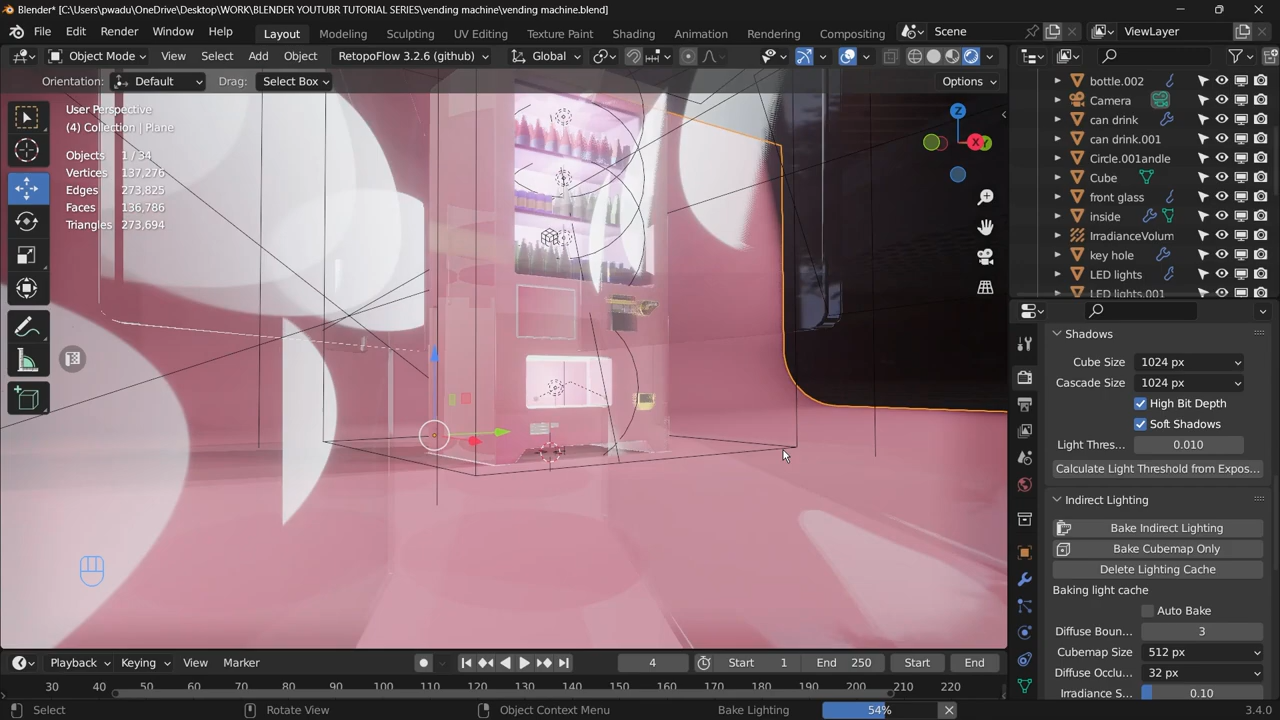 Blender* [C:\Users\pwadu\OneDrive\Desktop\WORK\BLENDER YOUTUBR TUTORIAL SERIES\vending machine\vending machine.blend]
File Edit Render Window Help Layout Modeling Sculpting UV Editing Texture Paint Shading Animation Rendering Compositing Scene ViewLayer
Object Mode View Select Add Object RetopoFlow 3.2.6 (github) Global
Orientation: Default Drag: Select Box Options
User Perspective
(4) Collection | Plane
Objects 1 / 34
Vertices 137,276
Edges 273,825
Faces 136,786
Triangles 273,694
Z
X
Y
bottle.002
Camera
can drink
can drink.001
Circle.001andle
Cube
front glass
inside
IrradianceVolum
key hole
LED lights
LED lights.001
Shadows
Cube Size 1024 px
Cascade Size 1024 px
High Bit Depth
Soft Shadows
Light Thres... 0.010
Calculate Light Threshold from Expos...
Indirect Lighting
Bake Indirect Lighting
Bake Cubemap Only
Delete Lighting Cache
Baking light cache
Auto Bake
Diffuse Boun... 3
Cubemap Size 512 px
Diffuse Occlu... 32 px
Irradiance S... 0.10
Playback Keying View Marker 4 Start 1 End 250 Start End
30 40 50 60 70 80 90 100 110 120 130 140 150 160 170 180 190 200 210 220
Select Rotate View Object Context Menu Bake Lighting 54% 3.4.0